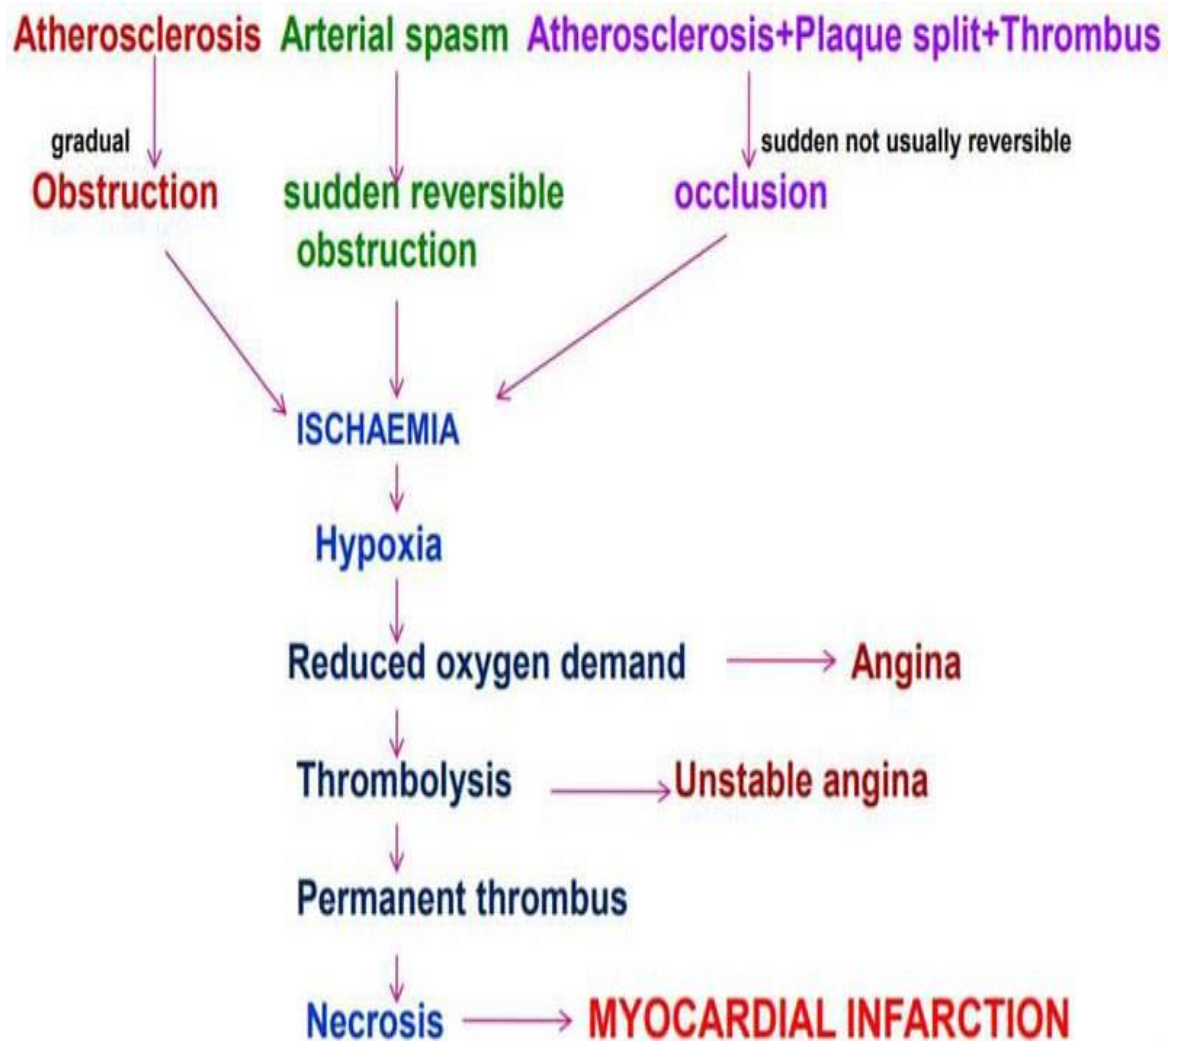 Atherosclerosis Arterial spasm Atherosclerosis+Plaque split+Thrombus
gradual
sudden not usually reversible
Obstruction
sudden reversible
obstruction
occlusion
ISCHAEMIA
Hypoxia
Reduced oxygen demand
Angina
Thrombolysis
Unstable angina
Permanent thrombus
Necrosis
MYOCARDIAL INFARCTION